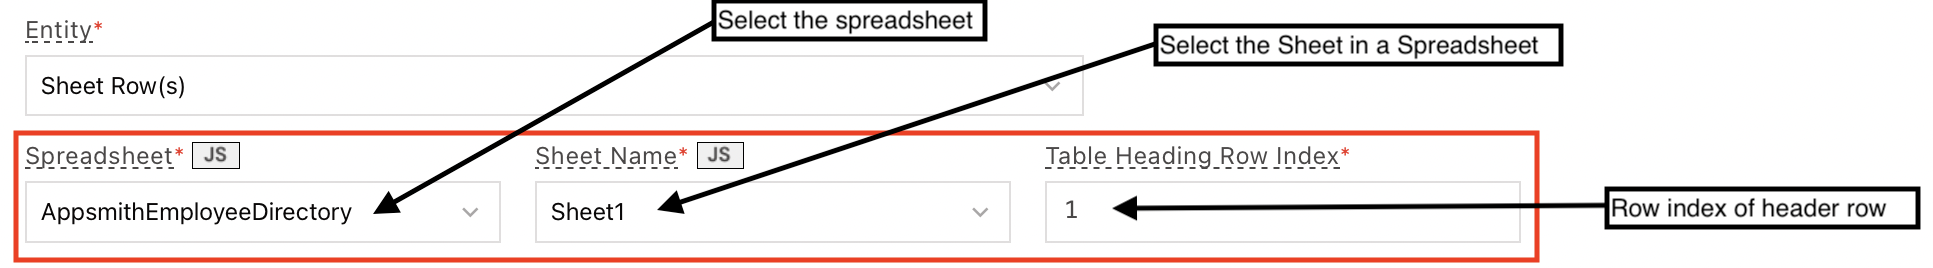 Select the spreadsheet
Entity*
Select the Sheet in a Spreadsheet
Sheet Row(s)
Spreadsheet* JS
Sheet Name* JS
Table Heading Row Index*
AppsmithEmployeeDirectory
Sheet1
1
Row index of header row